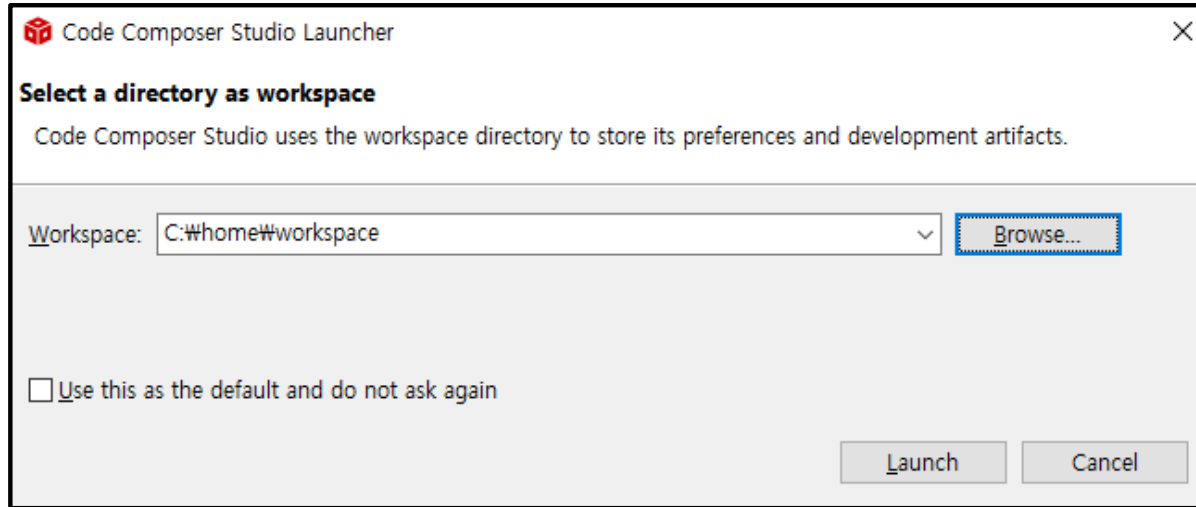 Code Composer Studio Launcher
Select a directory as workspace
Code Composer Studio uses the workspace directory to store its preferences and development artifacts.
Workspace: C:₩home₩workspace Browse...
Use this as the default and do not ask again
Launch Cancel